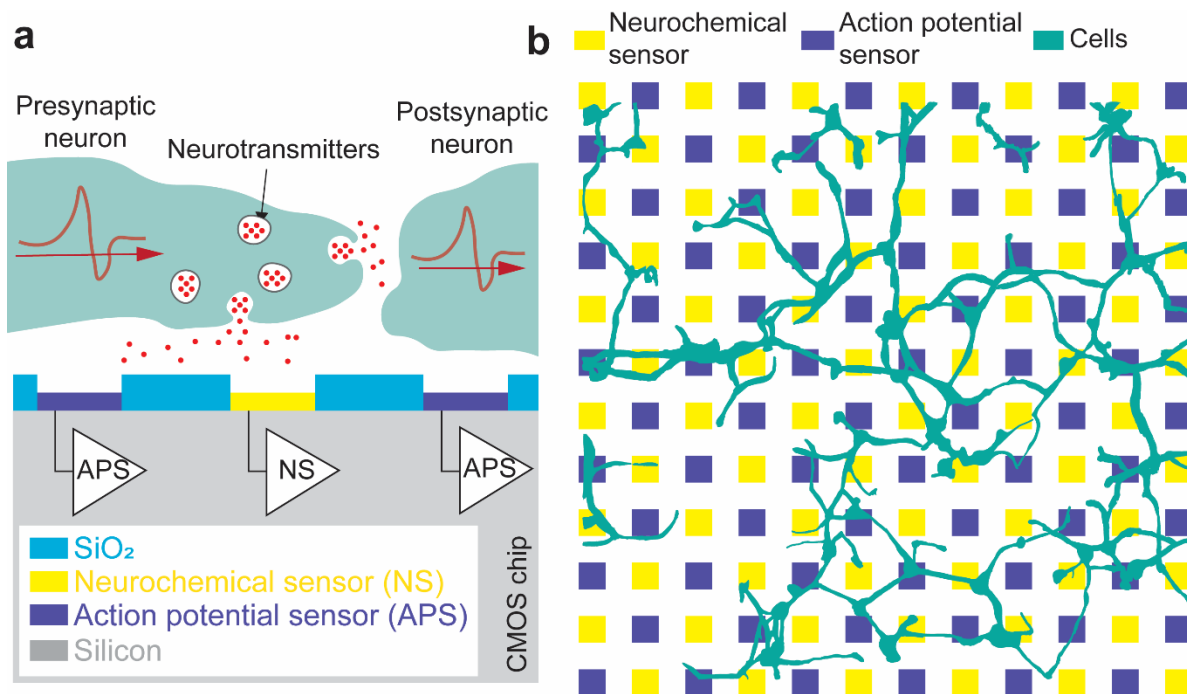 a
Presynaptic
neuron
Neurotransmitters
Postsynaptic
neuron
APS
NS
APS
SiO₂
Neurochemical sensor (NS)
Action potential sensor (APS)
Silicon
CMOS chip
b
Neurochemical
sensor
Action potential
sensor
Cells